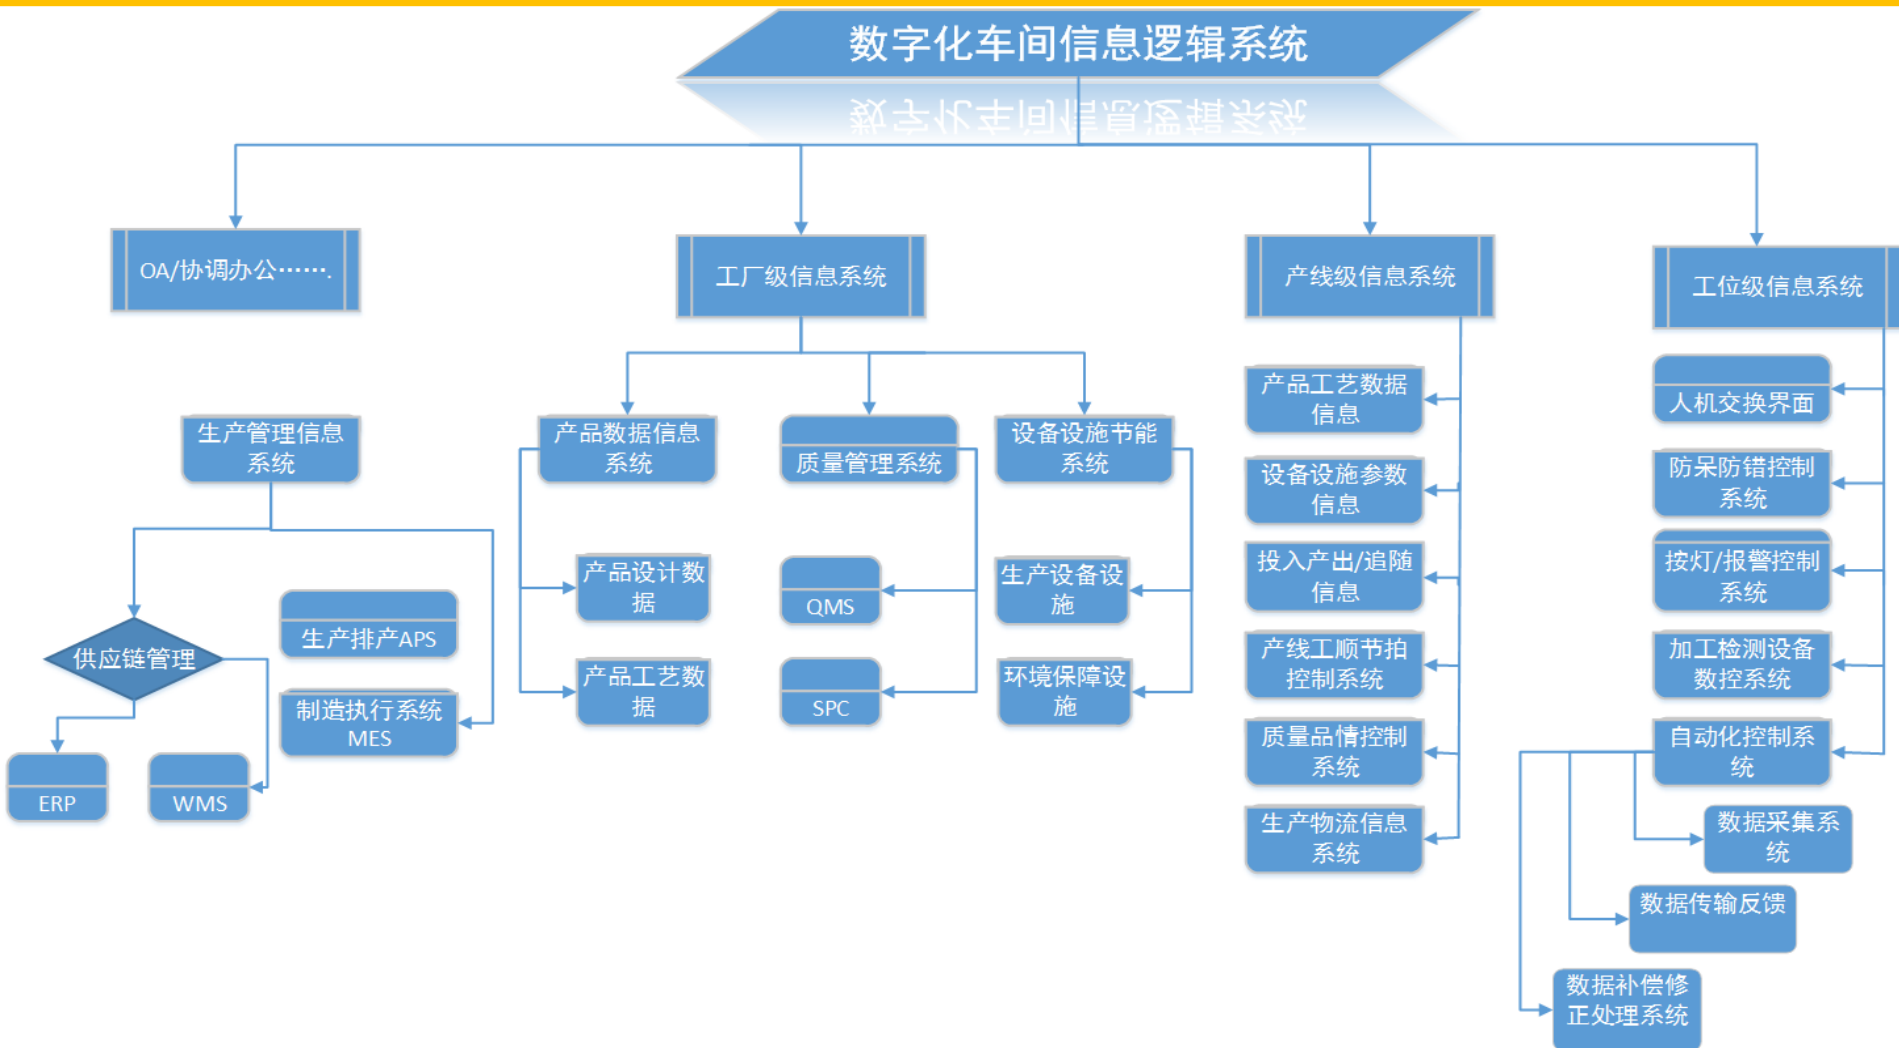 数字化车间信息逻辑系统
OA/协调办公…….
工厂级信息系统
产线级信息系统
工位级信息系统
生产管理信息
系统
供应链管理
ERP
WMS
生产排产APS
制造执行系统
MES
产品数据信息
系统
产品设计数
据
产品工艺数
据
质量管理系统
QMS
SPC
设备设施节能
系统
生产设备设
施
环境保障设
施
产品工艺数据
信息
设备设施参数
信息
投入产出/追随
信息
产线工顺节拍
控制系统
质量品情控制
系统
生产物流信息
系统
人机交换界面
防呆防错控制
系统
按灯/报警控制
系统
加工检测设备
数控系统
自动化控制系
统
数据采集系
统
数据传输反馈
数据补偿修
正处理系统